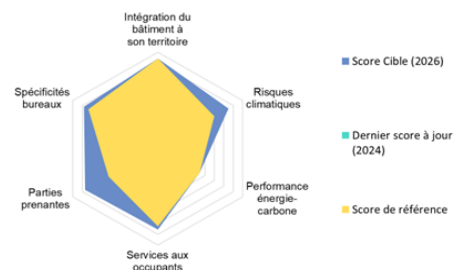 Intégration du
bâtiment à
son territoire
Risques
climatiques
Performance
énergie-
carbone
Services aux
occupants
Parties
prenantes
Spécificités
bureaux
Score Cible (2026)
Dernier score à jour
(2024)
Score de référence